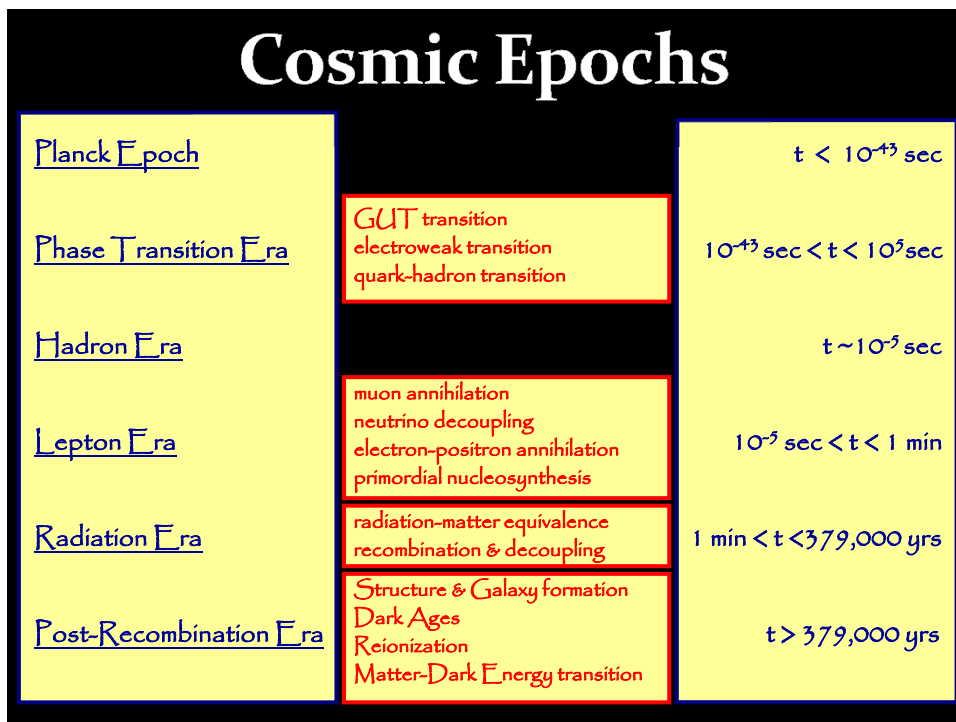 Cosmic Epochs
Planck Epoch
t < 10⁻⁴³ sec
GUT transition
electroweak transition
quark-hadron transition
Phase Transition Era
10⁻⁴³ sec < t < 10⁵sec
Hadron Era
t ~10⁻⁵ sec
muon annihilation
neutrino decoupling
electron-positron annihilation
primordial nucleosynthesis
Lepton Era
10⁻⁵ sec < t < 1 min
radiation-matter equivalence
recombination & decoupling
Radiation Era
1 min < t <379,000 yrs
Structure & Galaxy formation
Dark Ages
Reionization
Matter-Dark Energy transition
Post-Recombination Era
t > 379,000 yrs